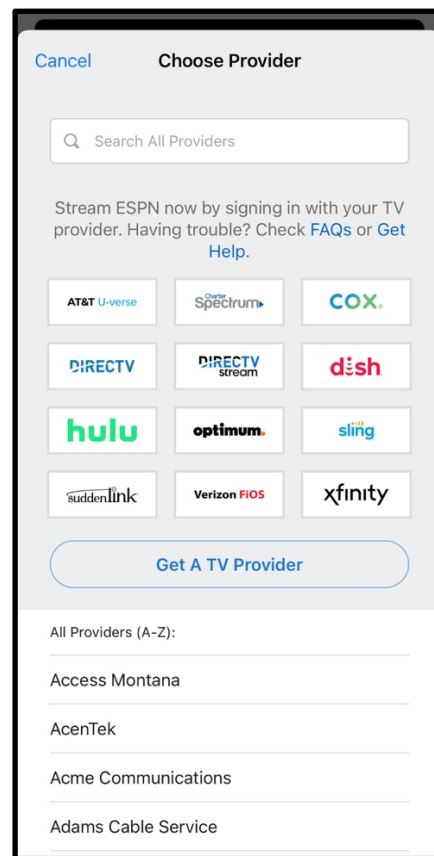 Cancel
Choose Provider
Search All Providers
Stream ESPN now by signing in with your TV
provider. Having trouble? Check FAQs or Get
Help.
AT&T U-verse
Charter Spectrum
COX.
DIRECTV
DIRECTV stream
dish
hulu
optimum.
sling
suddenlink
Verizon FiOS
xfinity
Get A TV Provider
All Providers (A-Z):
Access Montana
AcenTek
Acme Communications
Adams Cable Service